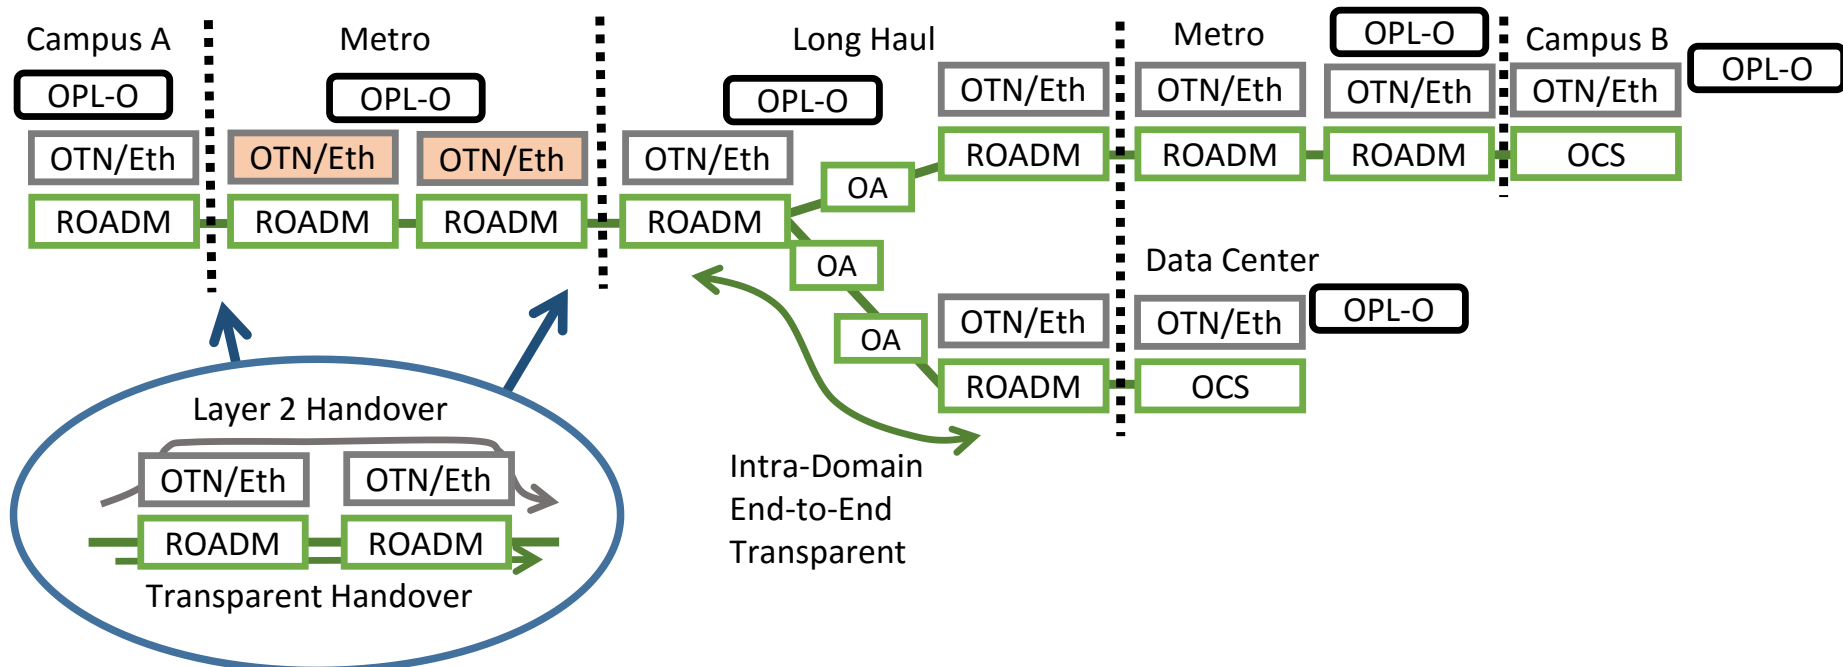 Campus A
Metro
Long Haul
Metro
OPL-O
Campus B
OPL-O
OPL-O
OPL-O
OPL-O
OTN/Eth
OTN/Eth
OTN/Eth
OTN/Eth
OTN/Eth
OTN/Eth
OTN/Eth
OTN/Eth
ROADM
ROADM
ROADM
OCS
OA
ROADM
ROADM
ROADM
ROADM
OA
Data Center
OPL-O
OTN/Eth
OTN/Eth
OA
ROADM
OCS
Layer 2 Handover
OTN/Eth
OTN/Eth
ROADM
ROADM
Transparent Handover
Intra-Domain
End-to-End
Transparent